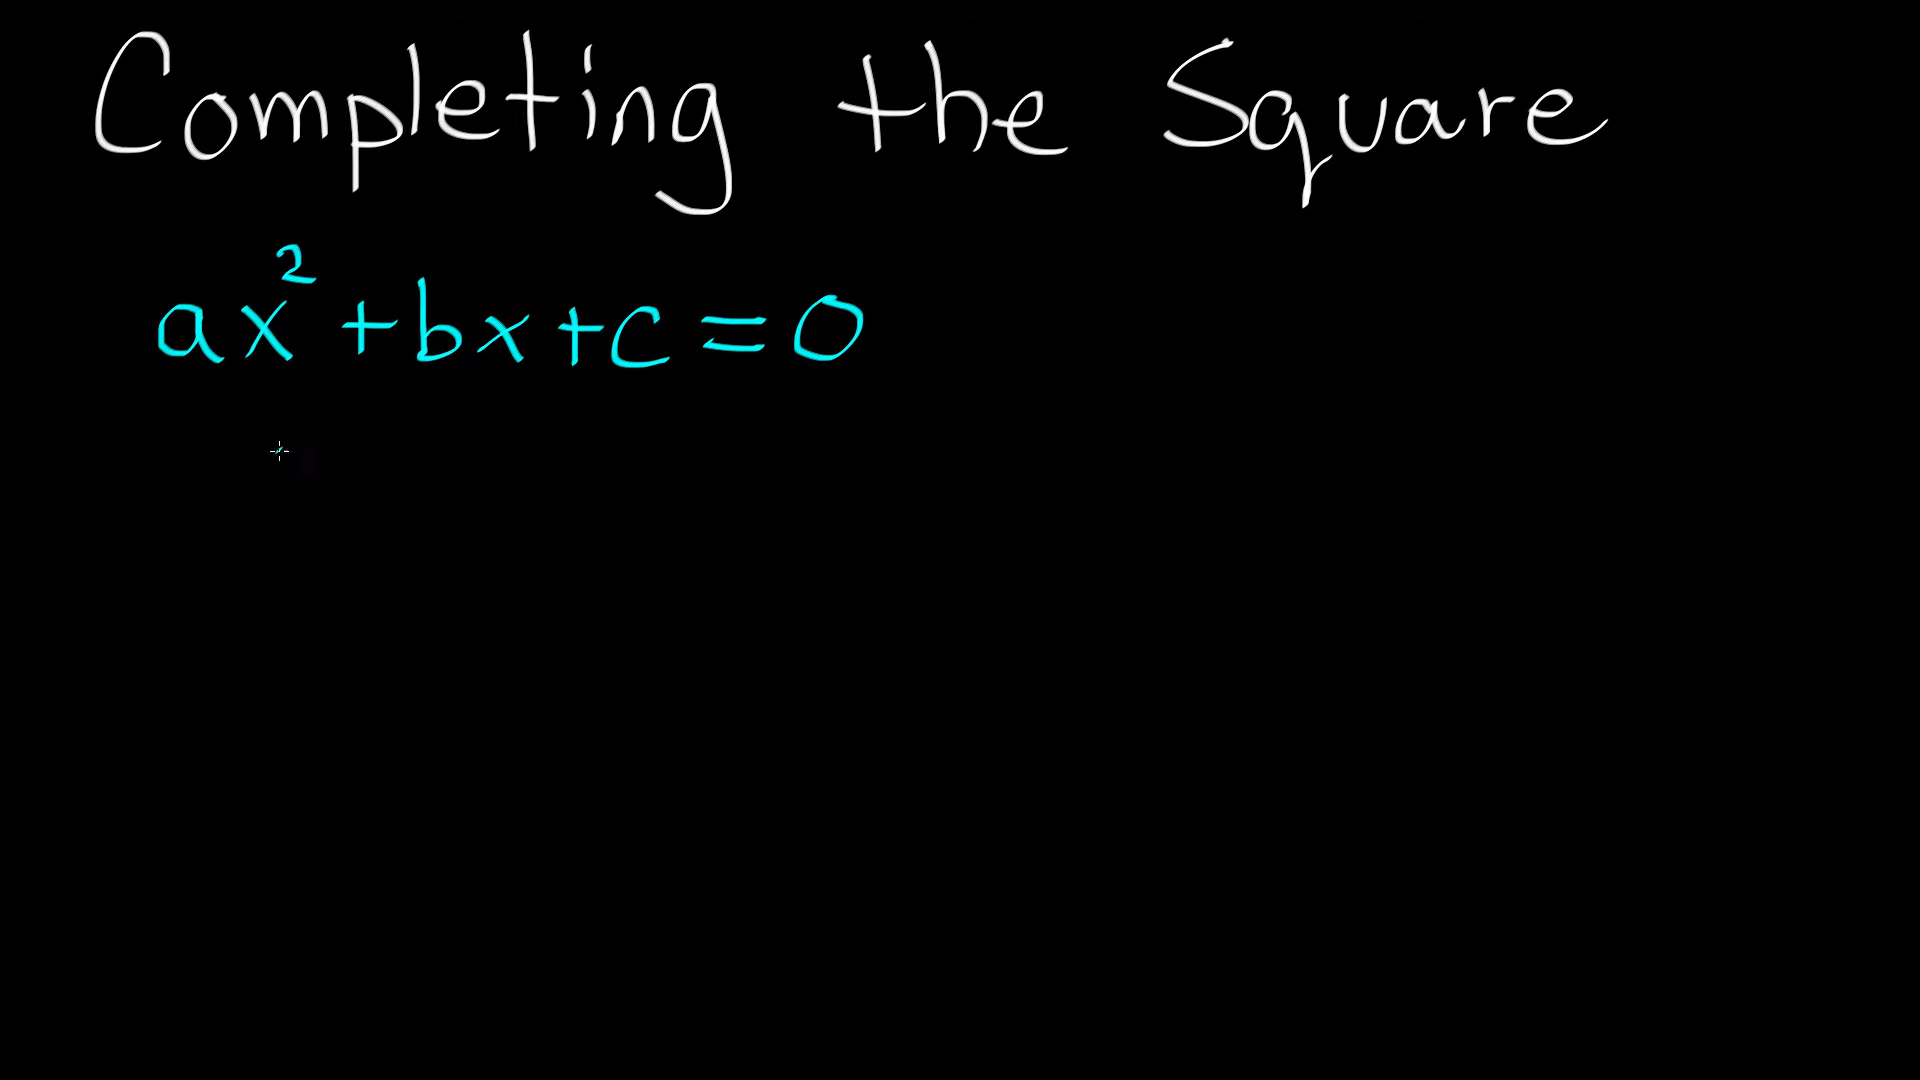 Completing the Square
ax² + bx + c = 0